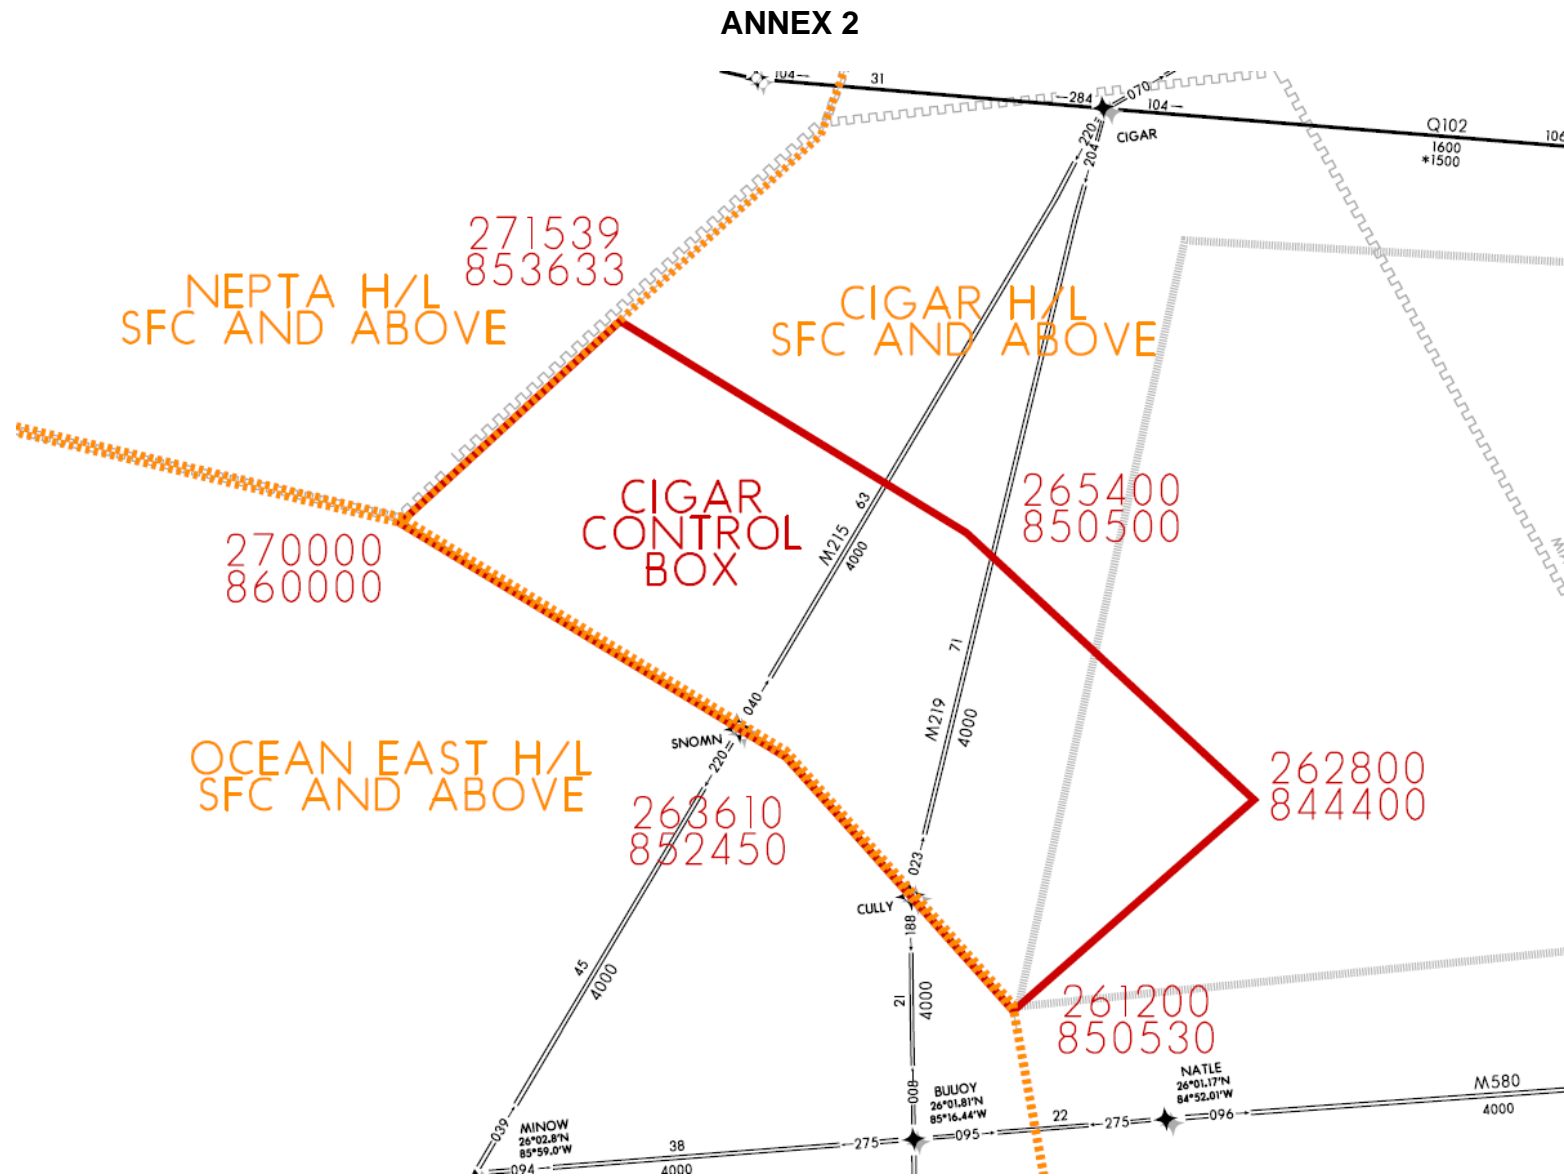 ANNEX 2
104
31
284
070
104
CIGAR
Q102
1600
*1500
106
220
204
271539
853633
NEPTA H/L
SFC AND ABOVE
CIGAR H/L
SFC AND ABOVE
CIGAR
CONTROL
BOX
63
M215
4000
265400
850500
270000
860000
71
M219
4000
040
SNOMN
220
OCEAN EAST H/L
SFC AND ABOVE
263610
852450
262800
844400
023
CULLY
188
45
4000
21
4000
261200
850530
008
BUUOY
26°01.81'N
85°16.44'W
NATLE
26°01.17'N
84°52.01'W
M580
4000
039
MINOW
26°02.8'N
85°59.0'W
094
38
4000
275
095
22
275
096